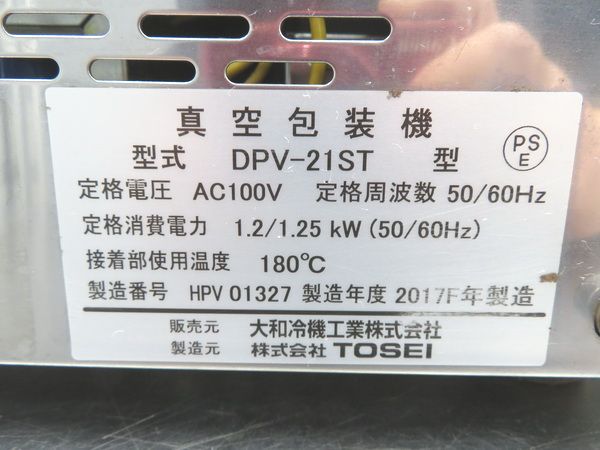 真空包装機
型式 DPV-21ST 型
PS
E
定格電圧 AC100V 定格周波数 50/60Hz
定格消費電力 1.2/1.25 kW (50/60Hz)
接着部使用温度 180℃
製造番号 HPV 01327 製造年度 2017F年製造
販売元 大和冷機工業株式会社
製造元 株式会社 TOSEI